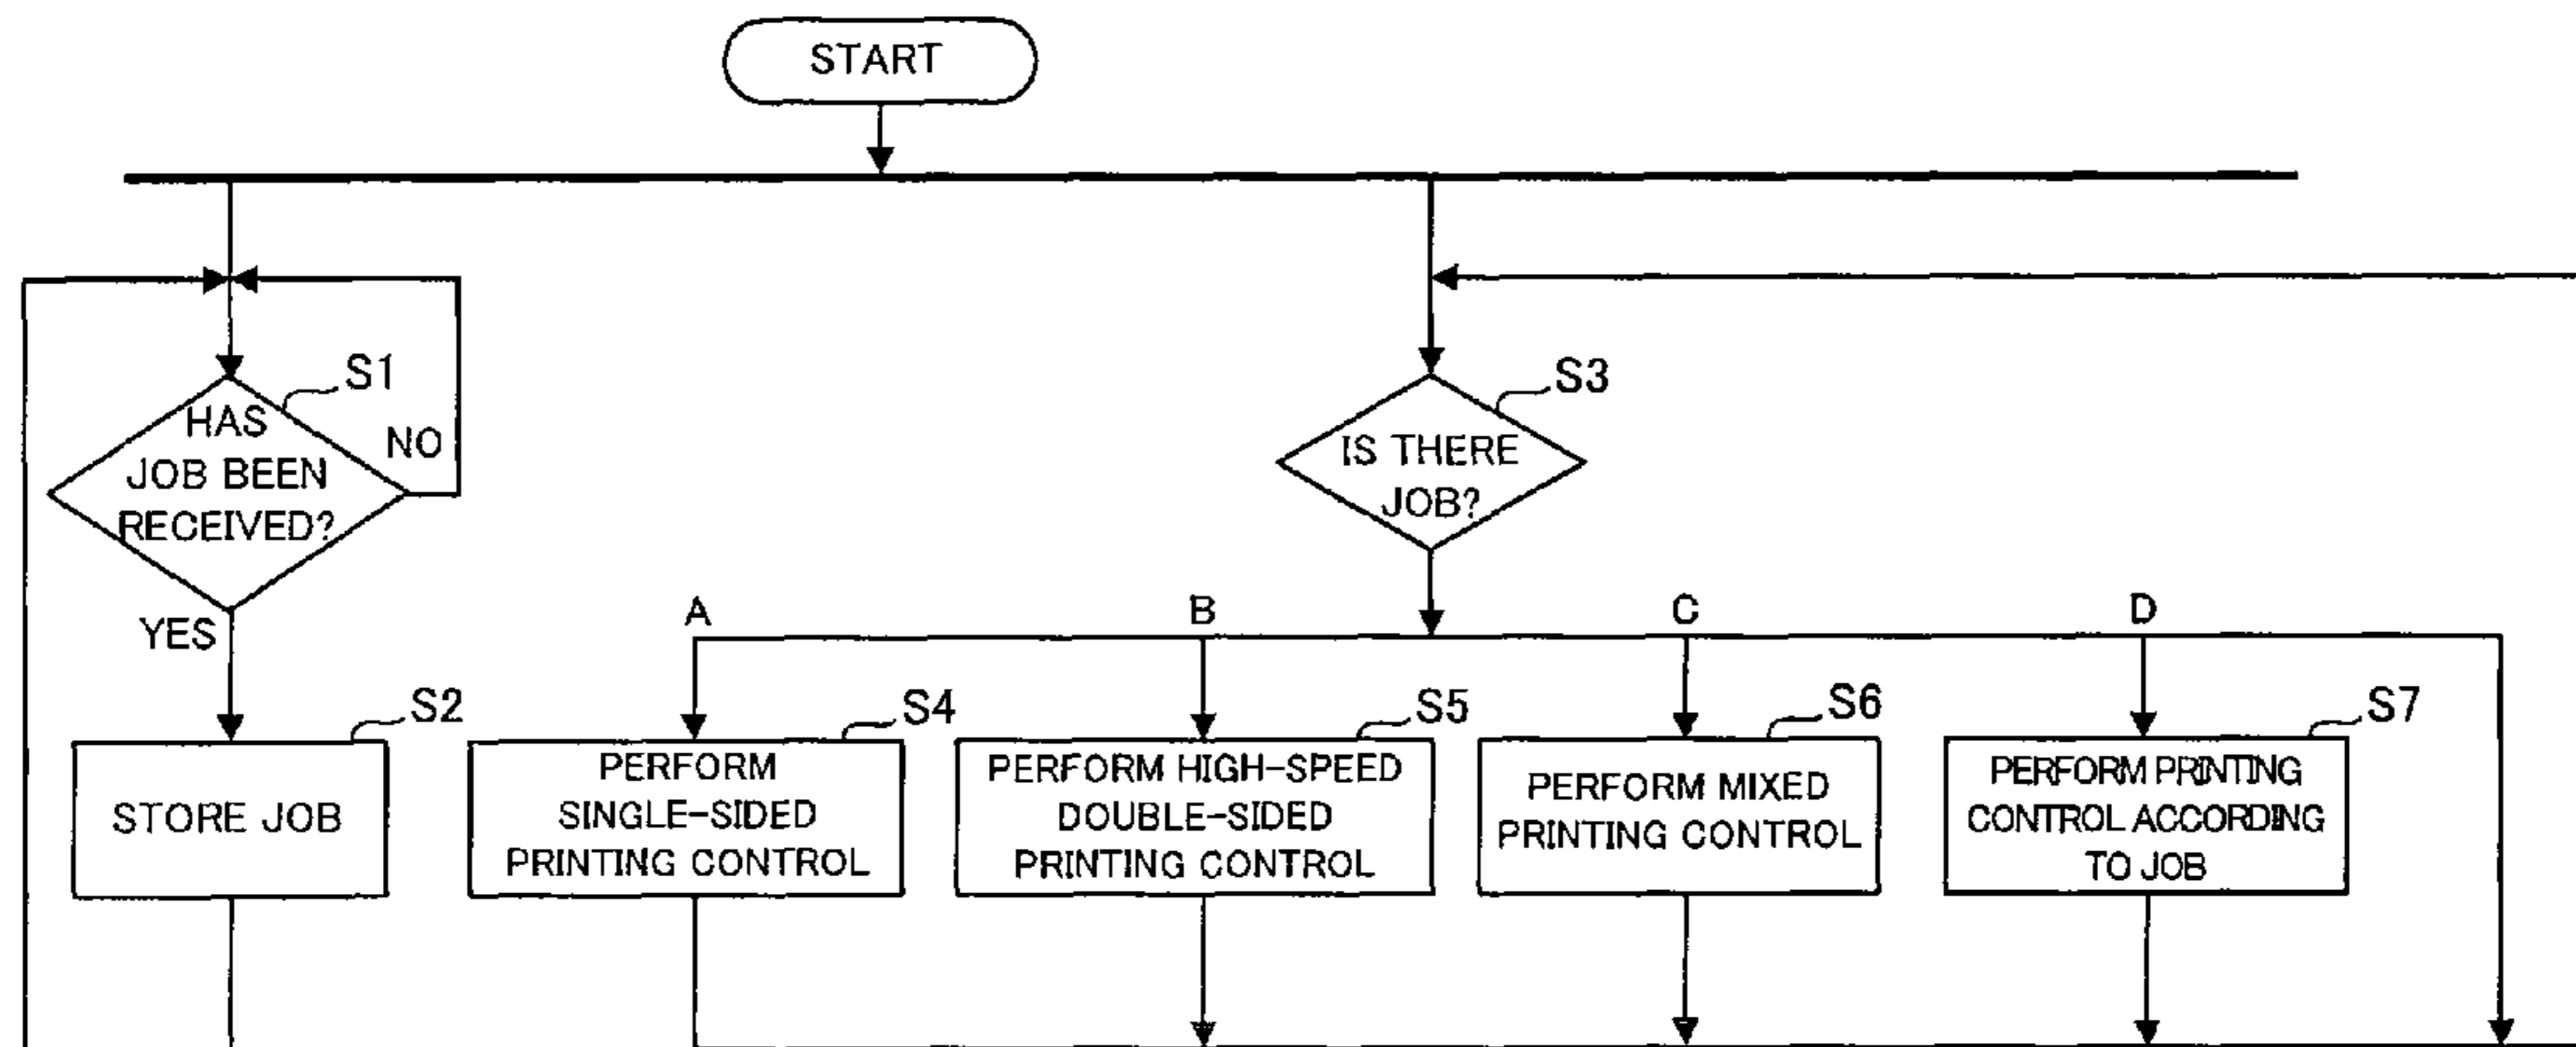 START
S1
HAS
JOB BEEN
RECEIVED?
NO
YES
S2
STORE JOB
S3
IS THERE
JOB?
A
B
C
D
S4
PERFORM
SINGLE-SIDED
PRINTING CONTROL
S5
PERFORM HIGH-SPEED
DOUBLE-SIDED
PRINTING CONTROL
S6
PERFORM MIXED
PRINTING CONTROL
S7
PERFORM PRINTING
CONTROL ACCORDING
TO JOB